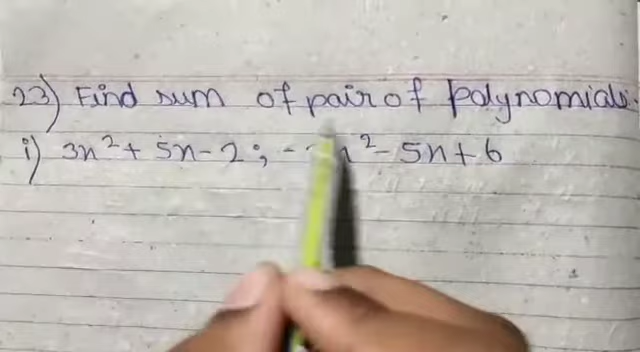 23) Find sum of pair of polynomials.
i) 3n² + 5n - 2 ; - n² - 5n + 6